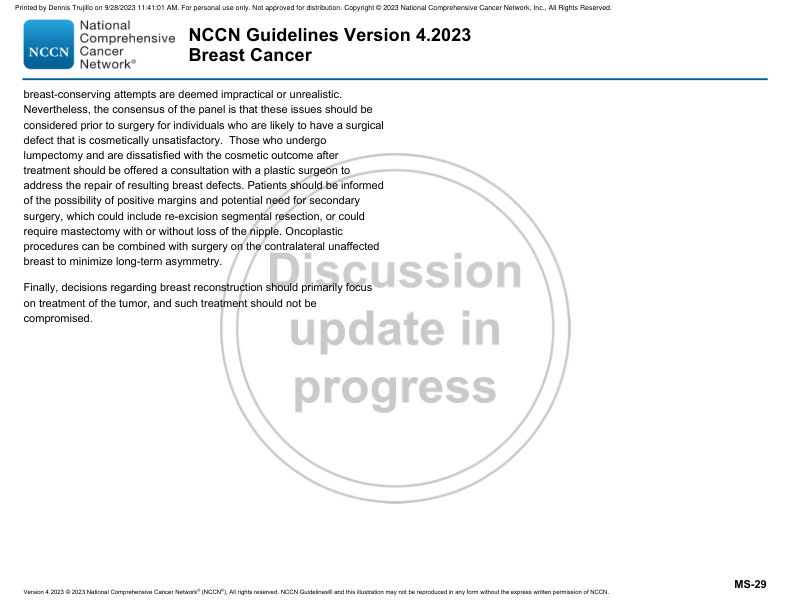 Printed by Dennis Trujillo on 9/28/2023 11:41:01 AM. For personal use only. Not approved for distribution. Copyright © 2023 National Comprehensive Cancer Network, Inc., All Rights Reserved.
NCCN
National
Comprehensive
Cancer
Network®
NCCN Guidelines Version 4.2023
Breast Cancer
breast-conserving attempts are deemed impractical or unrealistic.
Nevertheless, the consensus of the panel is that these issues should be
considered prior to surgery for individuals who are likely to have a surgical
defect that is cosmetically unsatisfactory.  Those who undergo
lumpectomy and are dissatisfied with the cosmetic outcome after
treatment should be offered a consultation with a plastic surgeon to
address the repair of resulting breast defects. Patients should be informed
of the possibility of positive margins and potential need for secondary
surgery, which could include re-excision segmental resection, or could
require mastectomy with or without loss of the nipple. Oncoplastic
procedures can be combined with surgery on the contralateral unaffected
breast to minimize long-term asymmetry.
Finally, decisions regarding breast reconstruction should primarily focus
on treatment of the tumor, and such treatment should not be
compromised.
Discussion
update in
progress
MS-29
Version 4.2023 © 2023 National Comprehensive Cancer Network® (NCCN®), All rights reserved. NCCN Guidelines® and this illustration may not be reproduced in any form without the express written permission of NCCN.